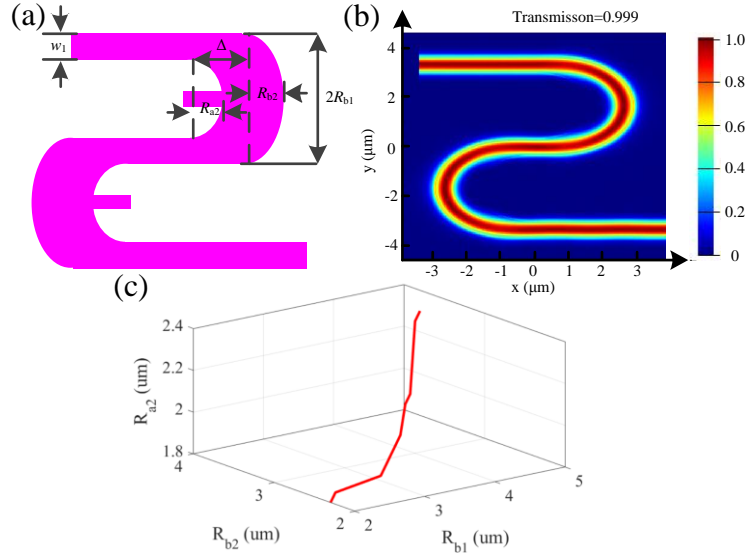 (a)
w1
Δ
Rb2
Ra2
2Rb1
(b)
Transmisson=0.999
y (μm)
4
2
0
-2
-4
-3
-2
-1
0
1
2
3
x (μm)
1.0
0.8
0.6
0.4
0.2
0
(c)
Ra2 (um)
2.4
2.2
2
1.8
4
3
2
Rb2 (um)
2
3
4
5
Rb1 (um)